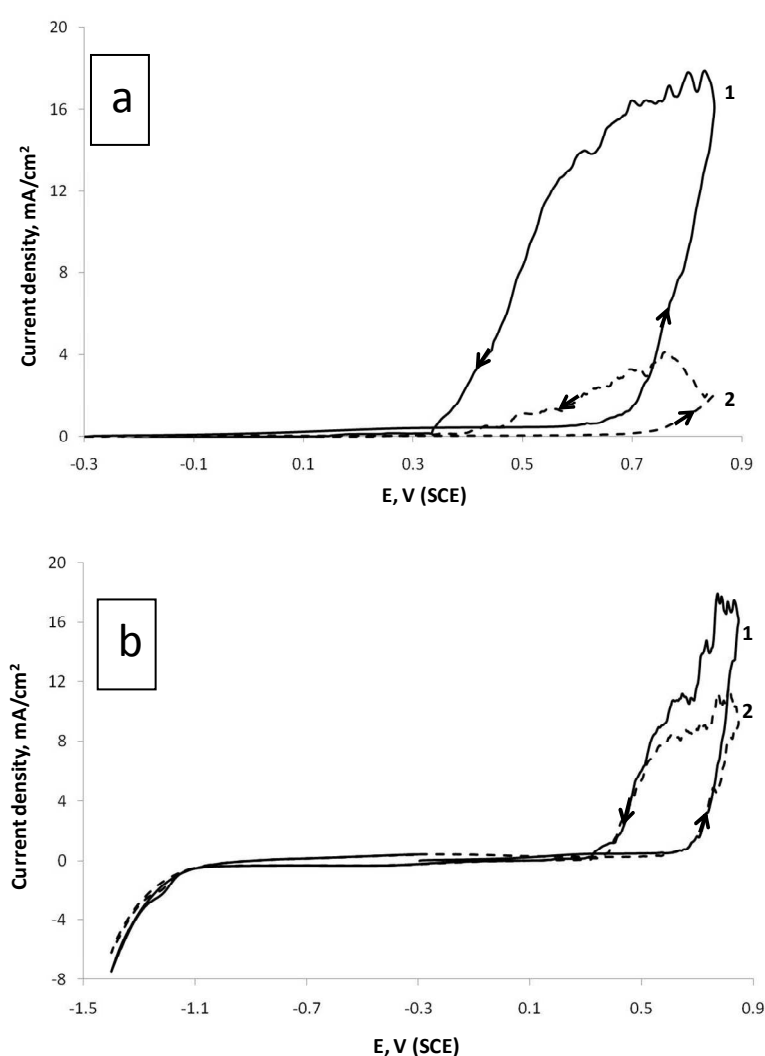 20
a
1
16
Current density, mA/cm²
12
8
4
2
0
-0.3 -0.1 0.1 0.3 0.5 0.7 0.9
E, V (SCE)
20
b
16
1
Current density, mA/cm²
12
2
8
4
0
-4
-8
-1.5 -1.1 -0.7 -0.3 0.1 0.5 0.9
E, V (SCE)